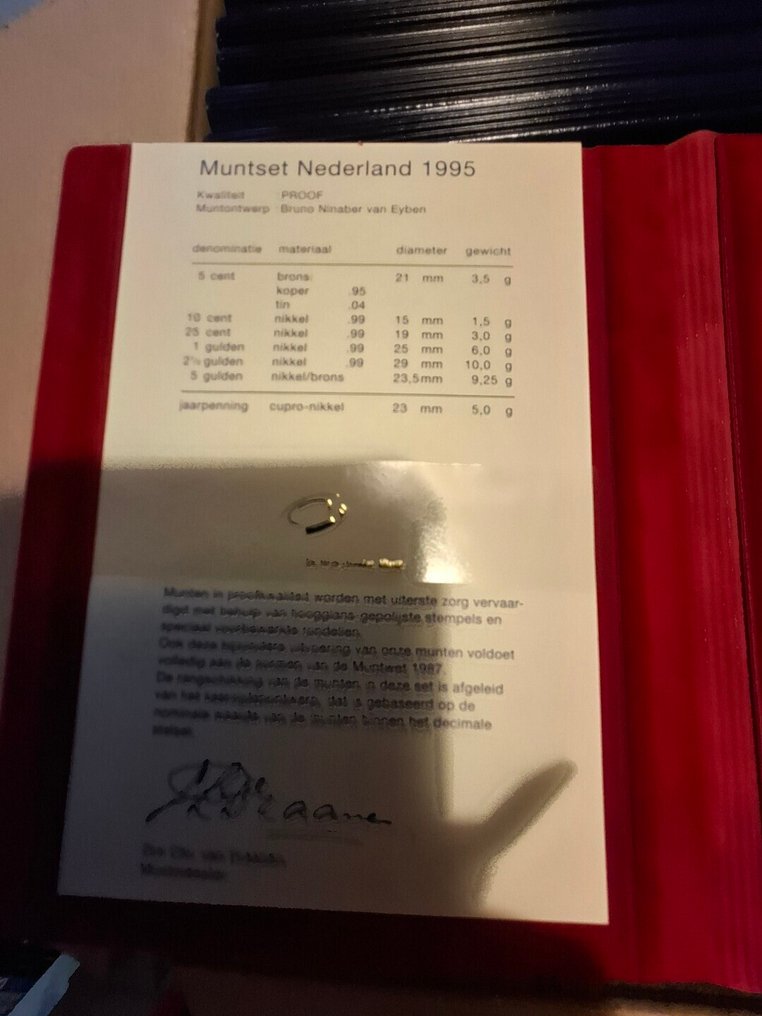 Muntset Nederland 1995
Kwaliteit : PROOF
Muntontwerp : Bruno Ninaber van Eyben
denominatie materiaal diameter gewicht
5 cent brons: 21 mm 3,5 g
koper .95
tin .04
10 cent nikkel .99 15 mm 1,5 g
25 cent nikkel .99 19 mm 3,0 g
1 gulden nikkel .99 25 mm 6,0 g
2½ gulden nikkel .99 29 mm 10,0 g
5 gulden nikkel/brons 23,5mm 9,25 g
jaarpenning cupro-nikkel 23 mm 5,0 g
Munten in proofkwaliteit worden met uiterste zorg vervaar-
digd met behulp van hoogglans gepolijste stempels en
speciaal voorbewerkte rondellen.
Ook deze bijzondere uitvoering van onze munten voldoet
volledig aan de normen van de Muntwet 1987.
De rangschikking van de munten in deze set is afgeleid
van het keerzijdenontwerp, dat is gebaseerd op de
nominale waarde van de munten binnen het decimale
stelsel.
Muntmeester